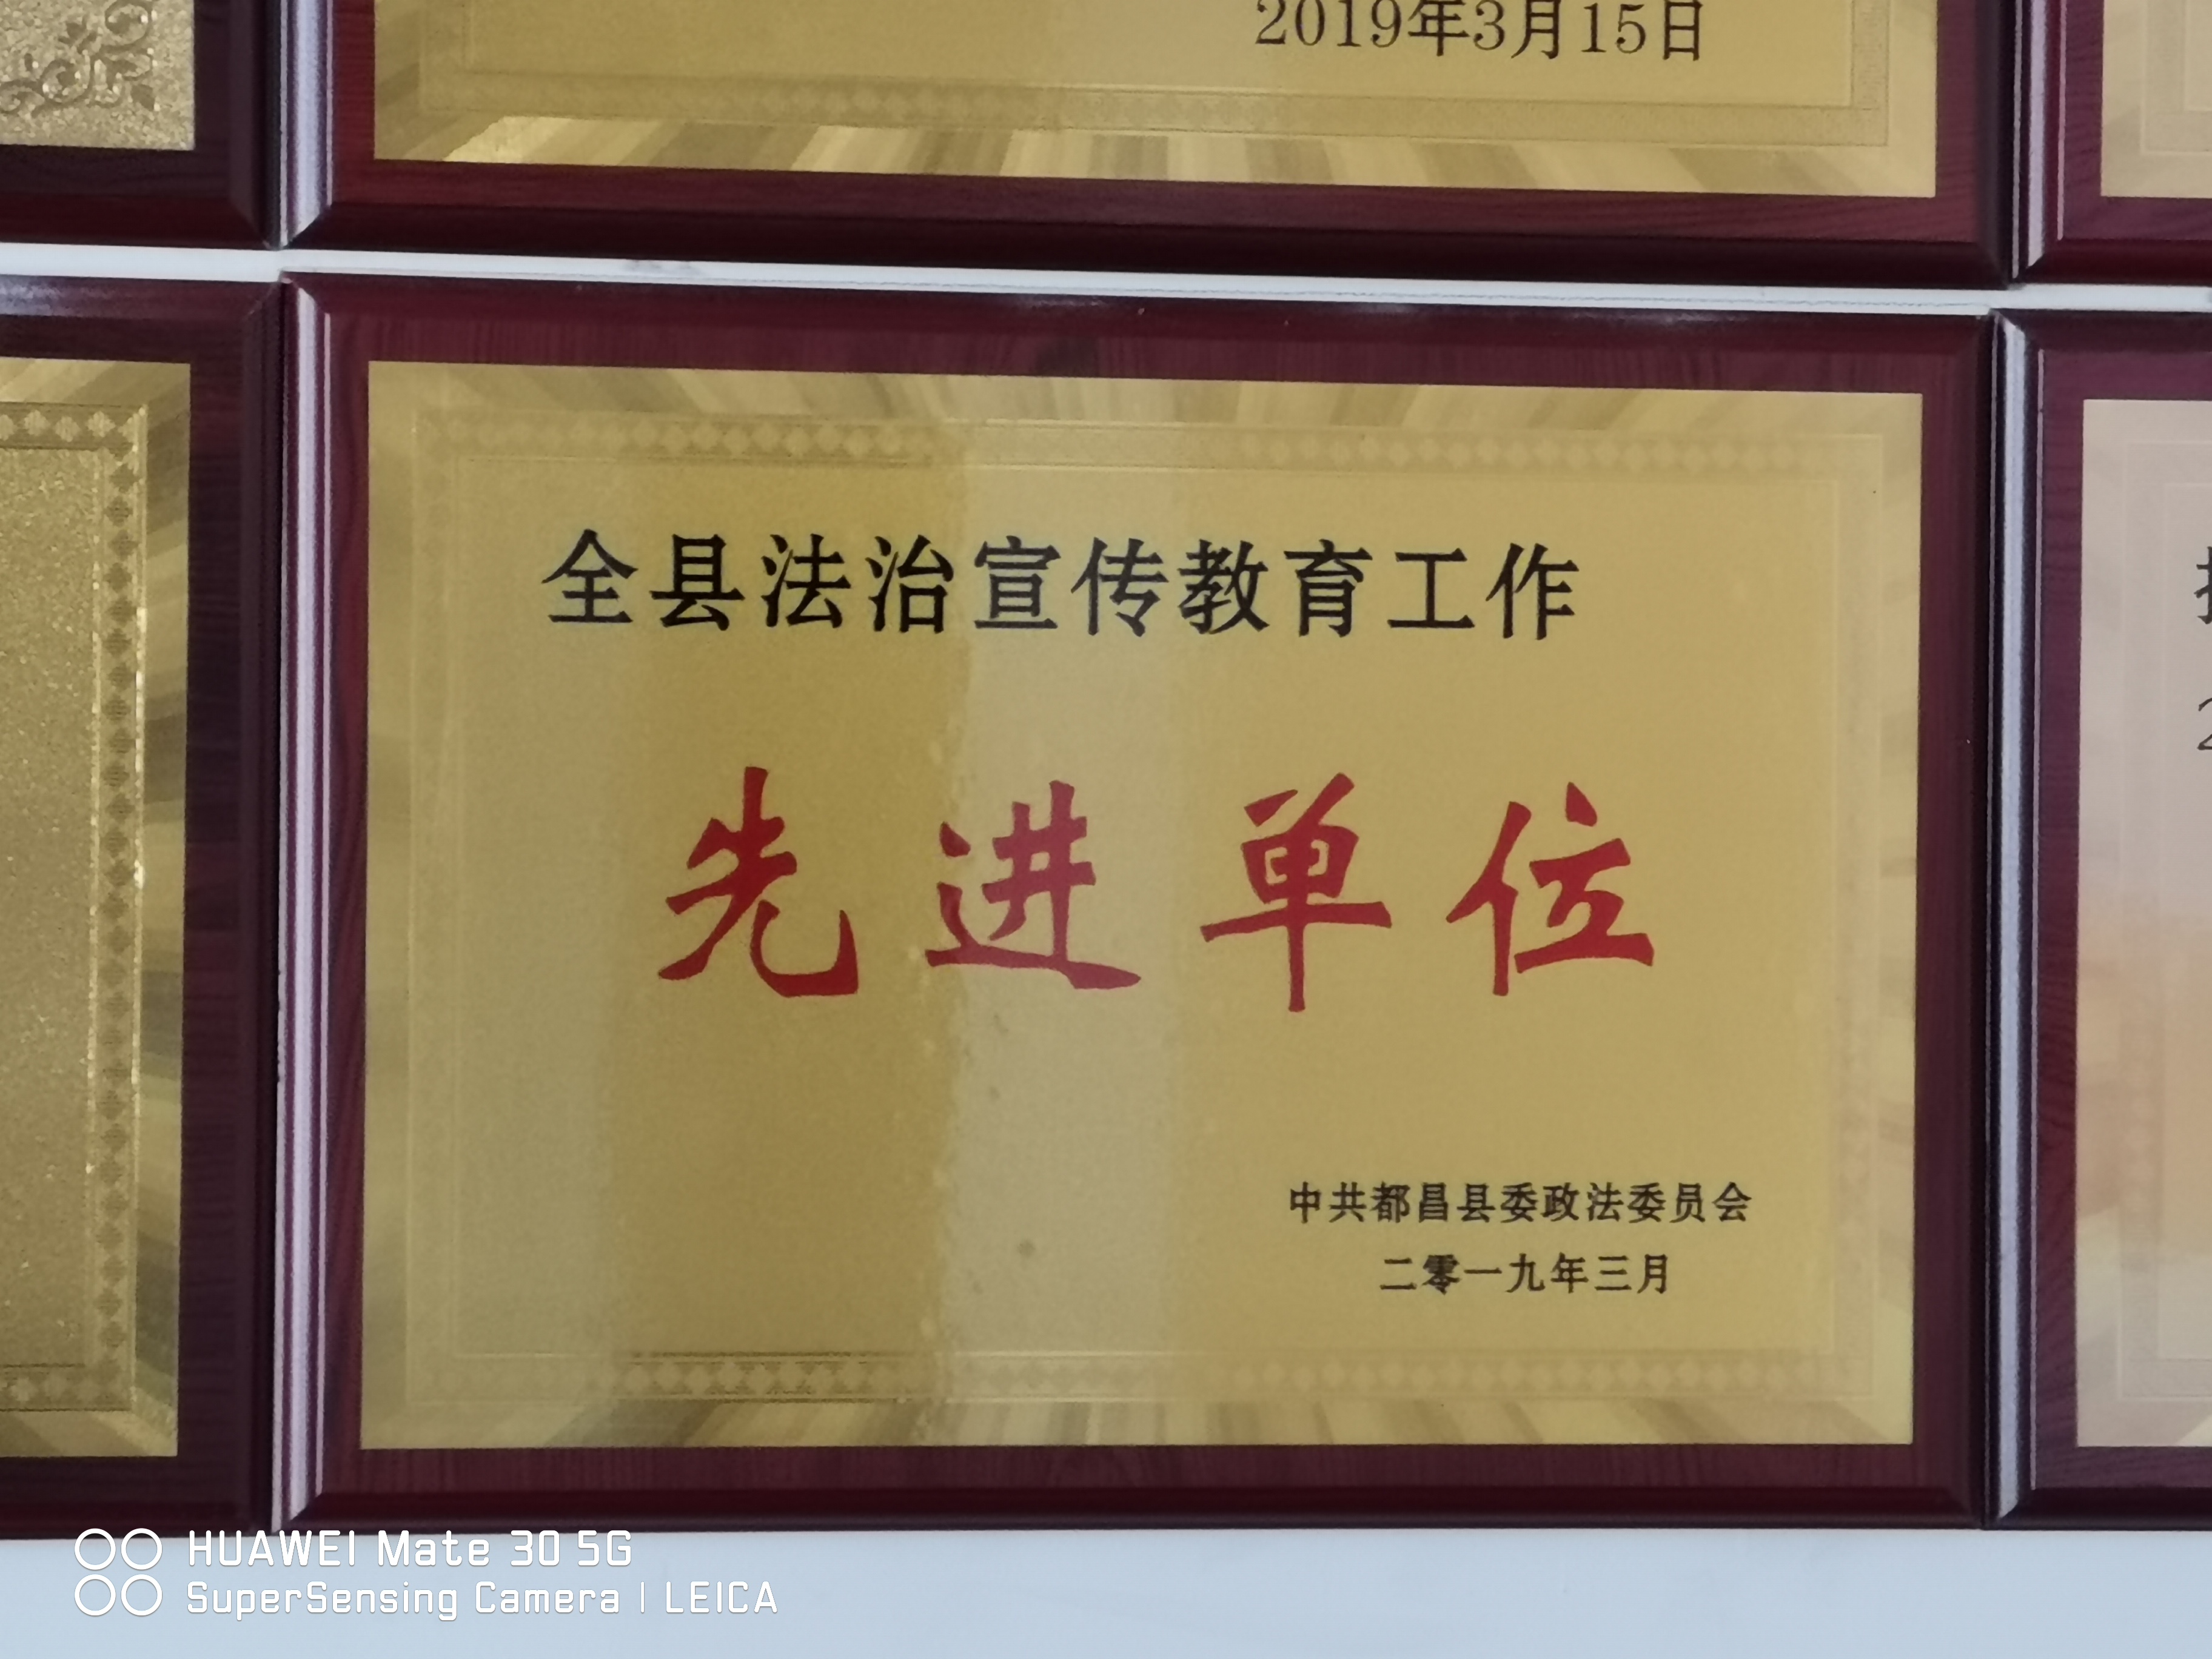 2019年3月15日
全县法治宣传教育工作
先进单位
中共都昌县委政法委员会
二零一九年三月
HUAWEI Mate 30 5G
SuperSensing Camera | LEICA